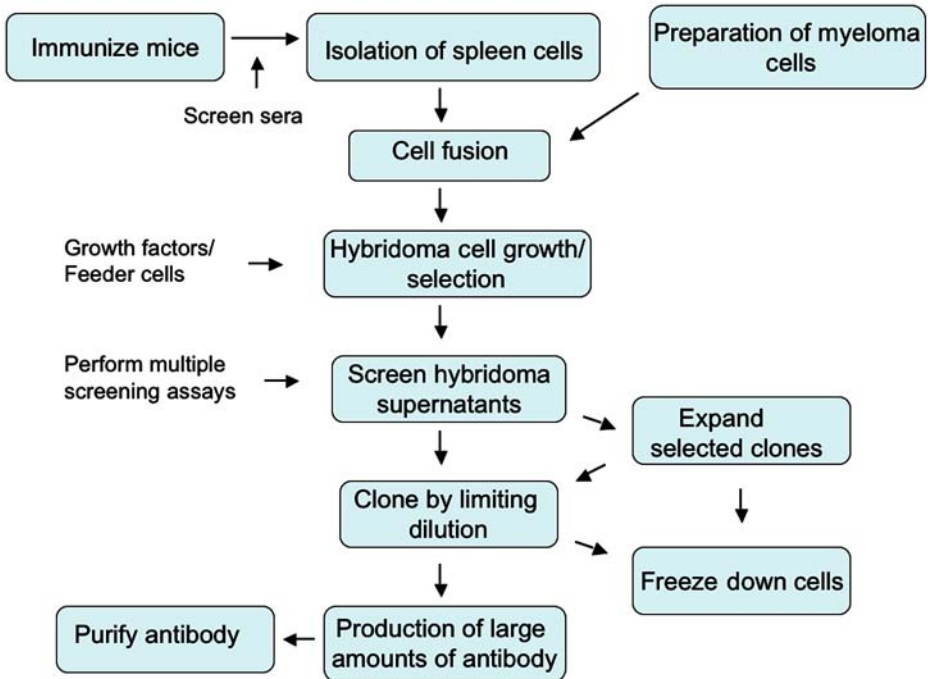 Immunize mice
Isolation of spleen cells
Preparation of myeloma
cells
Screen sera
Cell fusion
Growth factors/
Feeder cells
Hybridoma cell growth/
selection
Perform multiple
screening assays
Screen hybridoma
supernatants
Expand
selected clones
Clone by limiting
dilution
Freeze down cells
Purify antibody
Production of large
amounts of antibody